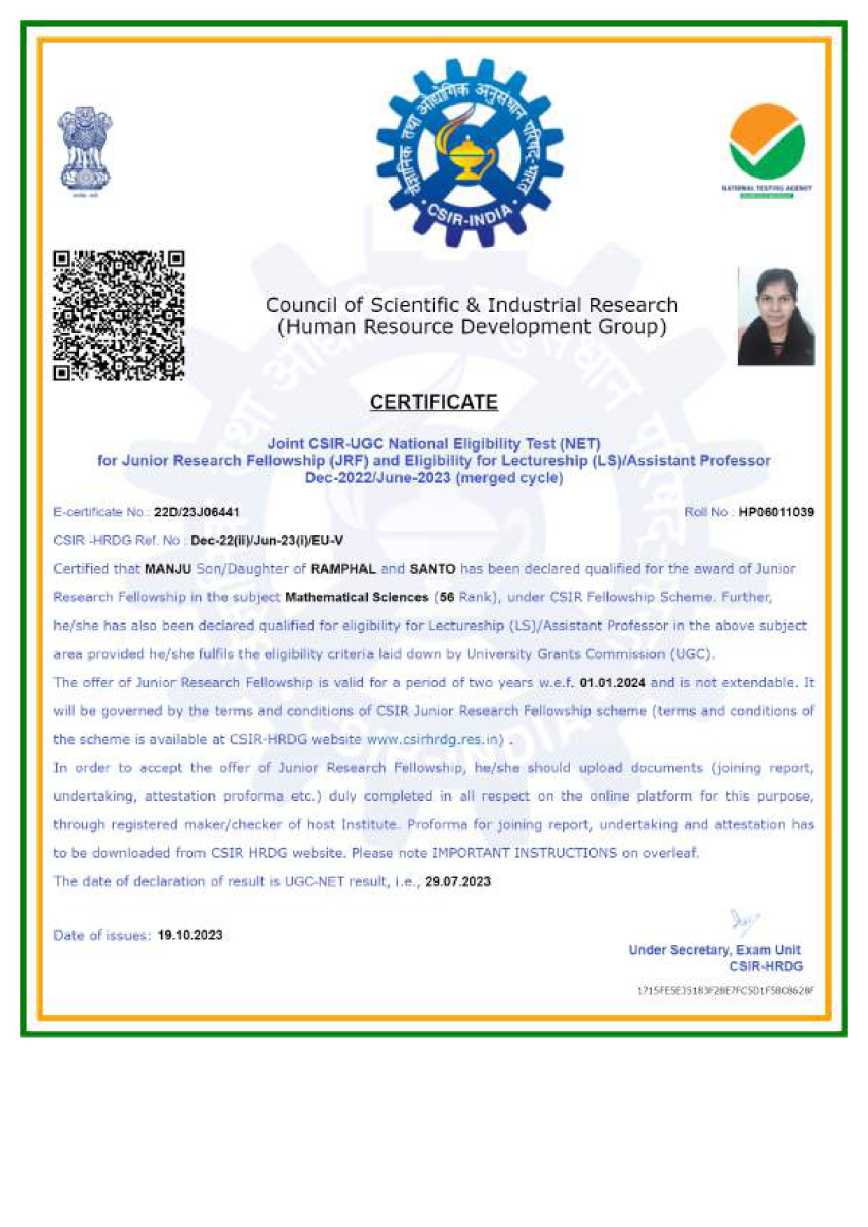 वैज्ञानिक तथा औद्योगिक अनुसंधान परिषद-भारत
· CSIR-INDIA ·
NATIONAL TESTING AGENCY
Council of Scientific & Industrial Research
(Human Resource Development Group)
CERTIFICATE
Joint CSIR-UGC National Eligibility Test (NET)
for Junior Research Fellowship (JRF) and Eligibility for Lectureship (LS)/Assistant Professor
Dec-2022/June-2023 (merged cycle)
E-certificate No.: 22D/23J06441 Roll No : HP06011039
CSIR -HRDG Ref. No : Dec-22(ii)/Jun-23(i)/EU-V
Certified that MANJU Son/Daughter of RAMPHAL and SANTO has been declared qualified for the award of Junior
Research Fellowship in the subject Mathematical Sciences (56 Rank), under CSIR Fellowship Scheme. Further,
he/she has also been declared qualified for eligibility for Lectureship (LS)/Assistant Professor in the above subject
area provided he/she fulfils the eligibility criteria laid down by University Grants Commission (UGC).
The offer of Junior Research Fellowship is valid for a period of two years w.e.f. 01.01.2024 and is not extendable. It
will be governed by the terms and conditions of CSIR Junior Research Fellowship scheme (terms and conditions of
the scheme is available at CSIR-HRDG website www.csirhrdg.res.in) .
In order to accept the offer of Junior Research Fellowship, he/she should upload documents (joining report,
undertaking, attestation proforma etc.) duly completed in all respect on the online platform for this purpose,
through registered maker/checker of host Institute. Proforma for joining report, undertaking and attestation has
to be downloaded from CSIR HRDG website. Please note IMPORTANT INSTRUCTIONS on overleaf.
The date of declaration of result is UGC-NET result, i.e., 29.07.2023
Date of issues: 19.10.2023
Under Secretary, Exam Unit
CSIR-HRDG